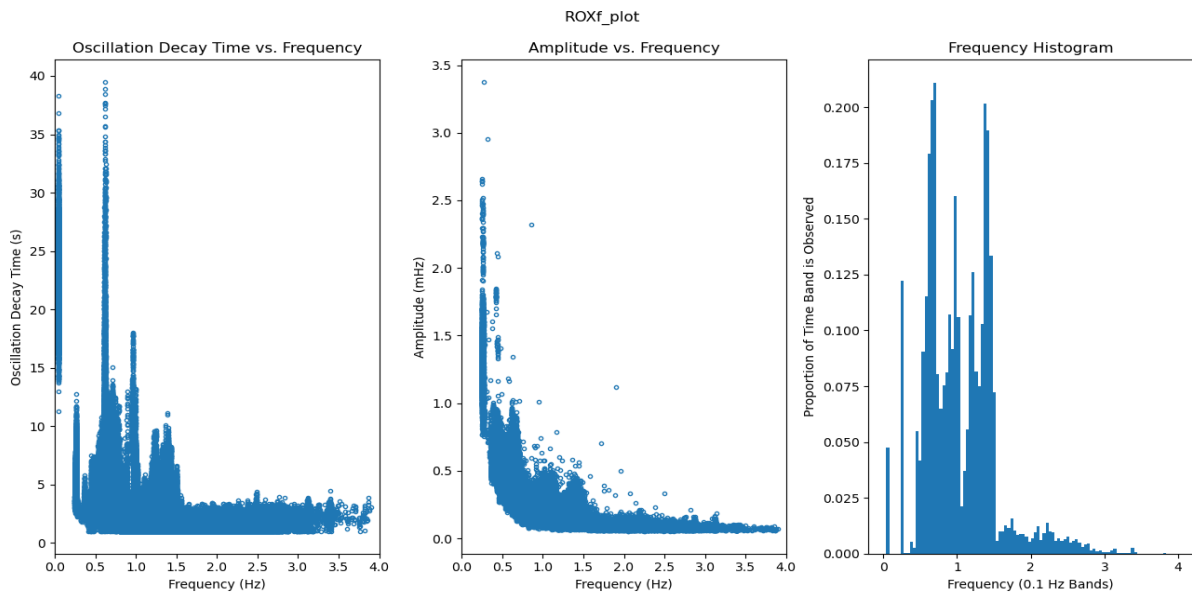 ROXf_plot
Oscillation Decay Time vs. Frequency
Oscillation Decay Time (s)
40
35
30
25
20
15
10
5
0
0.0 0.5 1.0 1.5 2.0 2.5 3.0 3.5 4.0
Frequency (Hz)
Amplitude vs. Frequency
Amplitude (mHz)
3.5
3.0
2.5
2.0
1.5
1.0
0.5
0.0
0.0 0.5 1.0 1.5 2.0 2.5 3.0 3.5 4.0
Frequency (Hz)
Frequency Histogram
Proportion of Time Band is Observed
0.200
0.175
0.150
0.125
0.100
0.075
0.050
0.025
0.000
0 1 2 3 4
Frequency (0.1 Hz Bands)